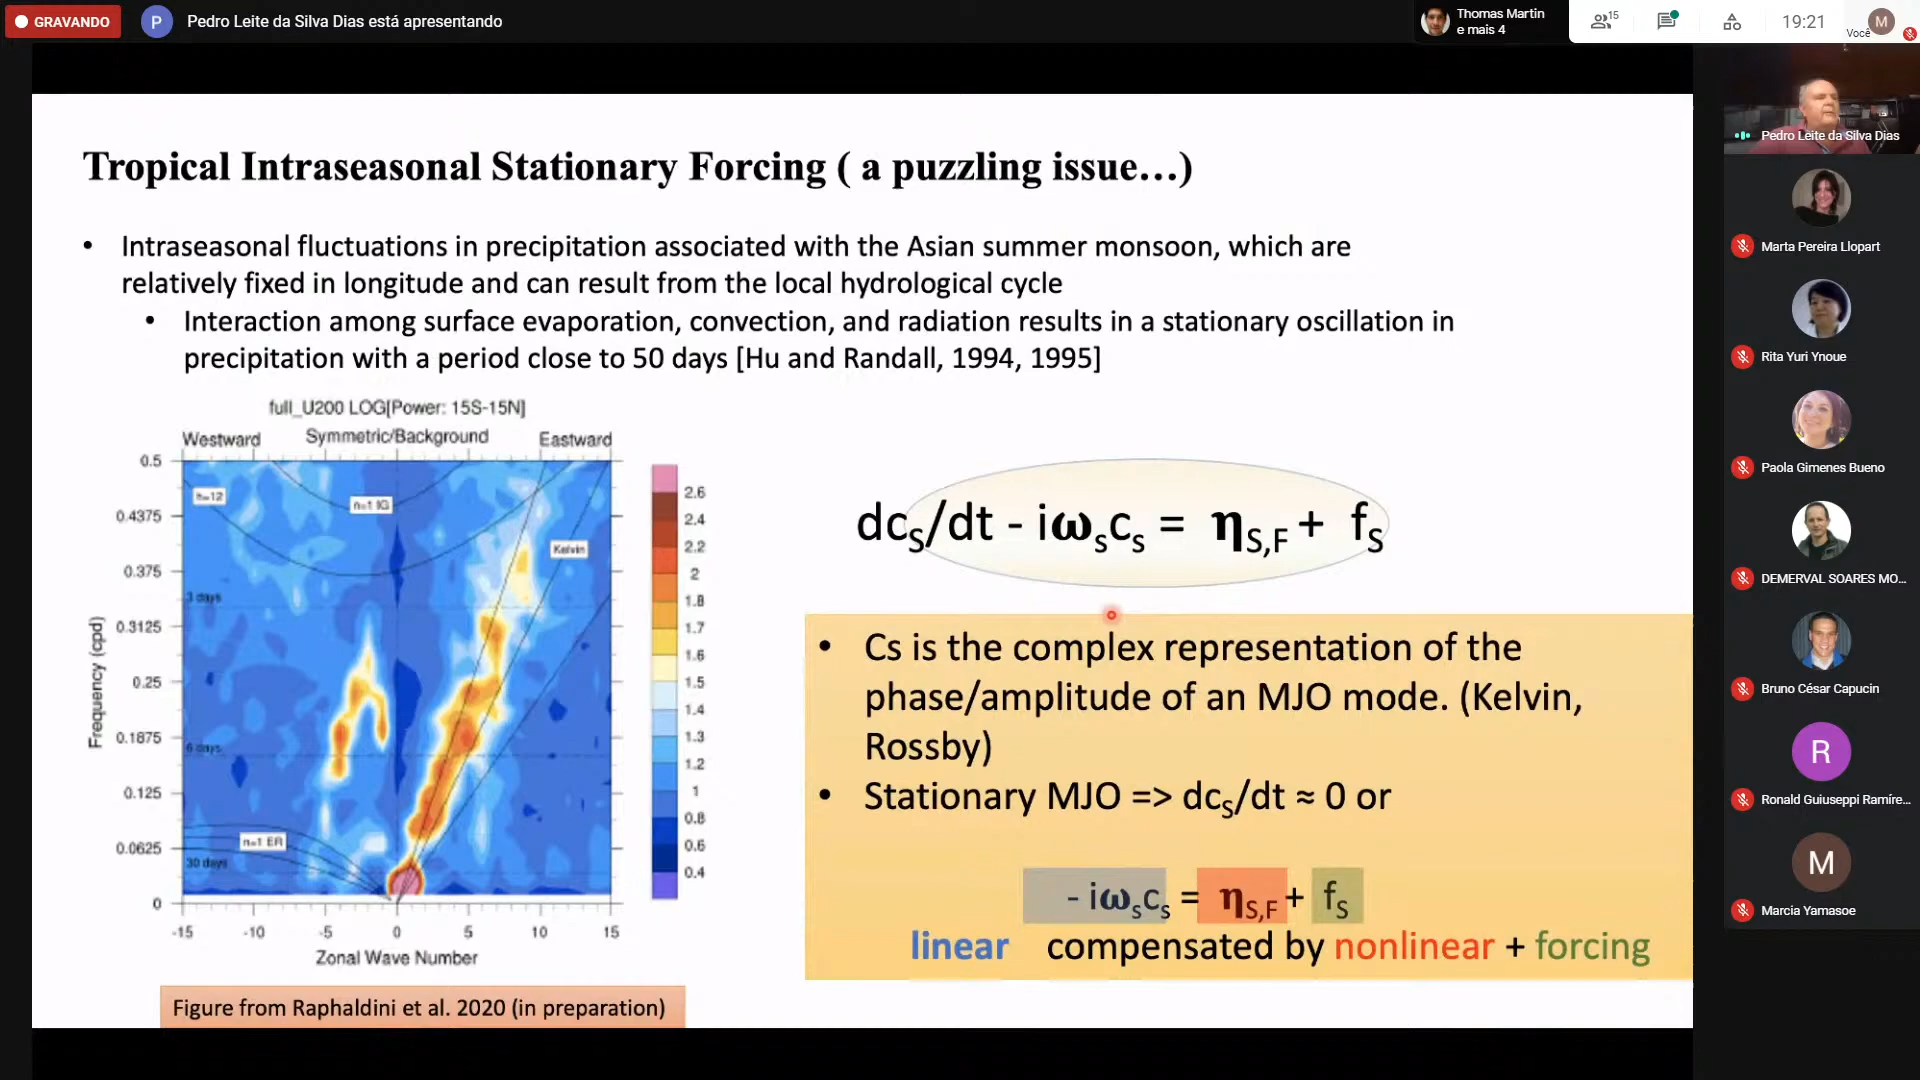 GRAVANDO
P
Pedro Leite da Silva Dias está apresentando
Thomas Martin
e mais 4
15
19:21
Você
M
Tropical Intraseasonal Stationary Forcing ( a puzzling issue…)
• Intraseasonal fluctuations in precipitation associated with the Asian summer monsoon, which are
relatively fixed in longitude and can result from the local hydrological cycle
• Interaction among surface evaporation, convection, and radiation results in a stationary oscillation in
precipitation with a period close to 50 days [Hu and Randall, 1994, 1995]
full_U200 LOG[Power: 15S-15N]
Westward Symmetric/Background Eastward
0.5
0.4375
0.375
0.3125
0.25
0.1875
0.125
0.0625
0
Frequency (cpd)
h=12
n=1 IG
Kelvin
3 days
6 days
n=1 ER
30 days
-15 -10 -5 0 5 10 15
Zonal Wave Number
2.6
2.4
2.2
2
1.8
1.7
1.6
1.5
1.4
1.3
1.2
1
0.8
0.6
0.4
Figure from Raphaldini et al. 2020 (in preparation)
dcS/dt - iωscs = ηS,F + fS
• Cs is the complex representation of the
phase/amplitude of an MJO mode. (Kelvin,
Rossby)
• Stationary MJO => dcS/dt ≈ 0 or
- iωscs = ηS,F + fS
linear compensated by nonlinear + forcing
Pedro Leite da Silva Dias
Marta Pereira Llopart
Rita Yuri Ynoue
Paola Gimenes Bueno
DEMERVAL SOARES MO...
Bruno César Capucin
R
Ronald Guiuseppi Ramíre...
M
Marcia Yamasoe